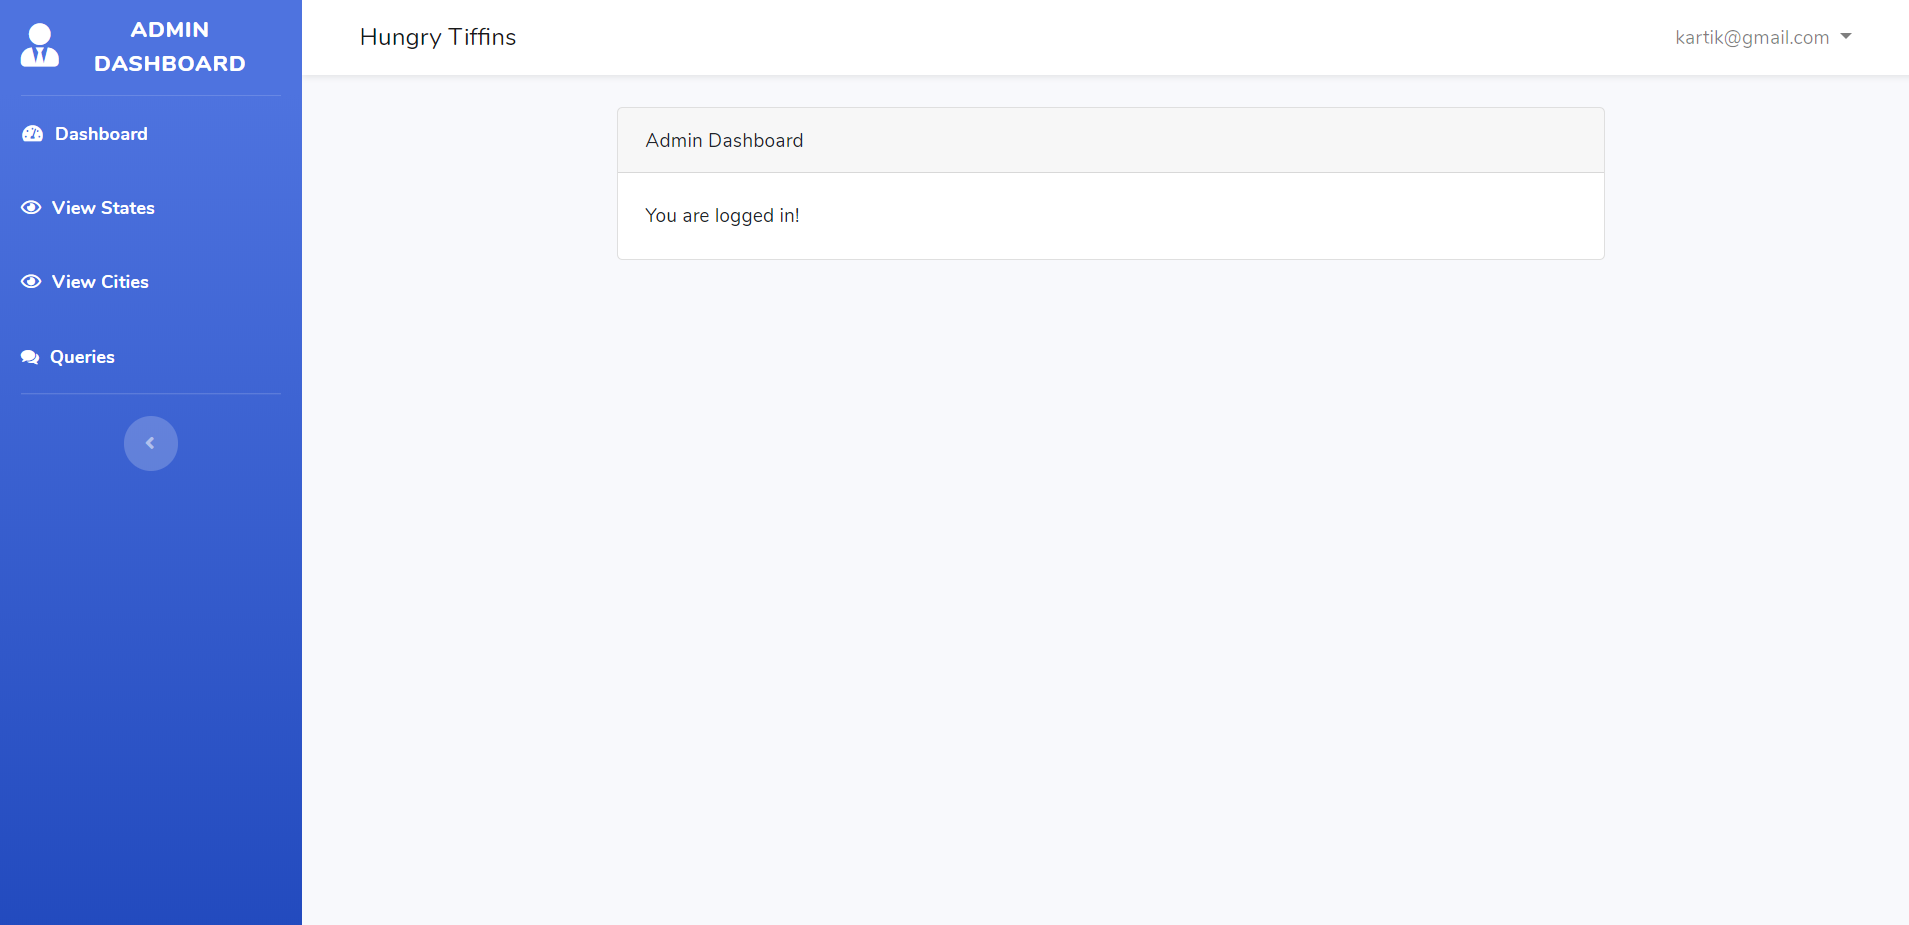 ADMIN
DASHBOARD
Dashboard
View States
View Cities
Queries
Hungry Tiffins
kartik@gmail.com
Admin Dashboard
You are logged in!